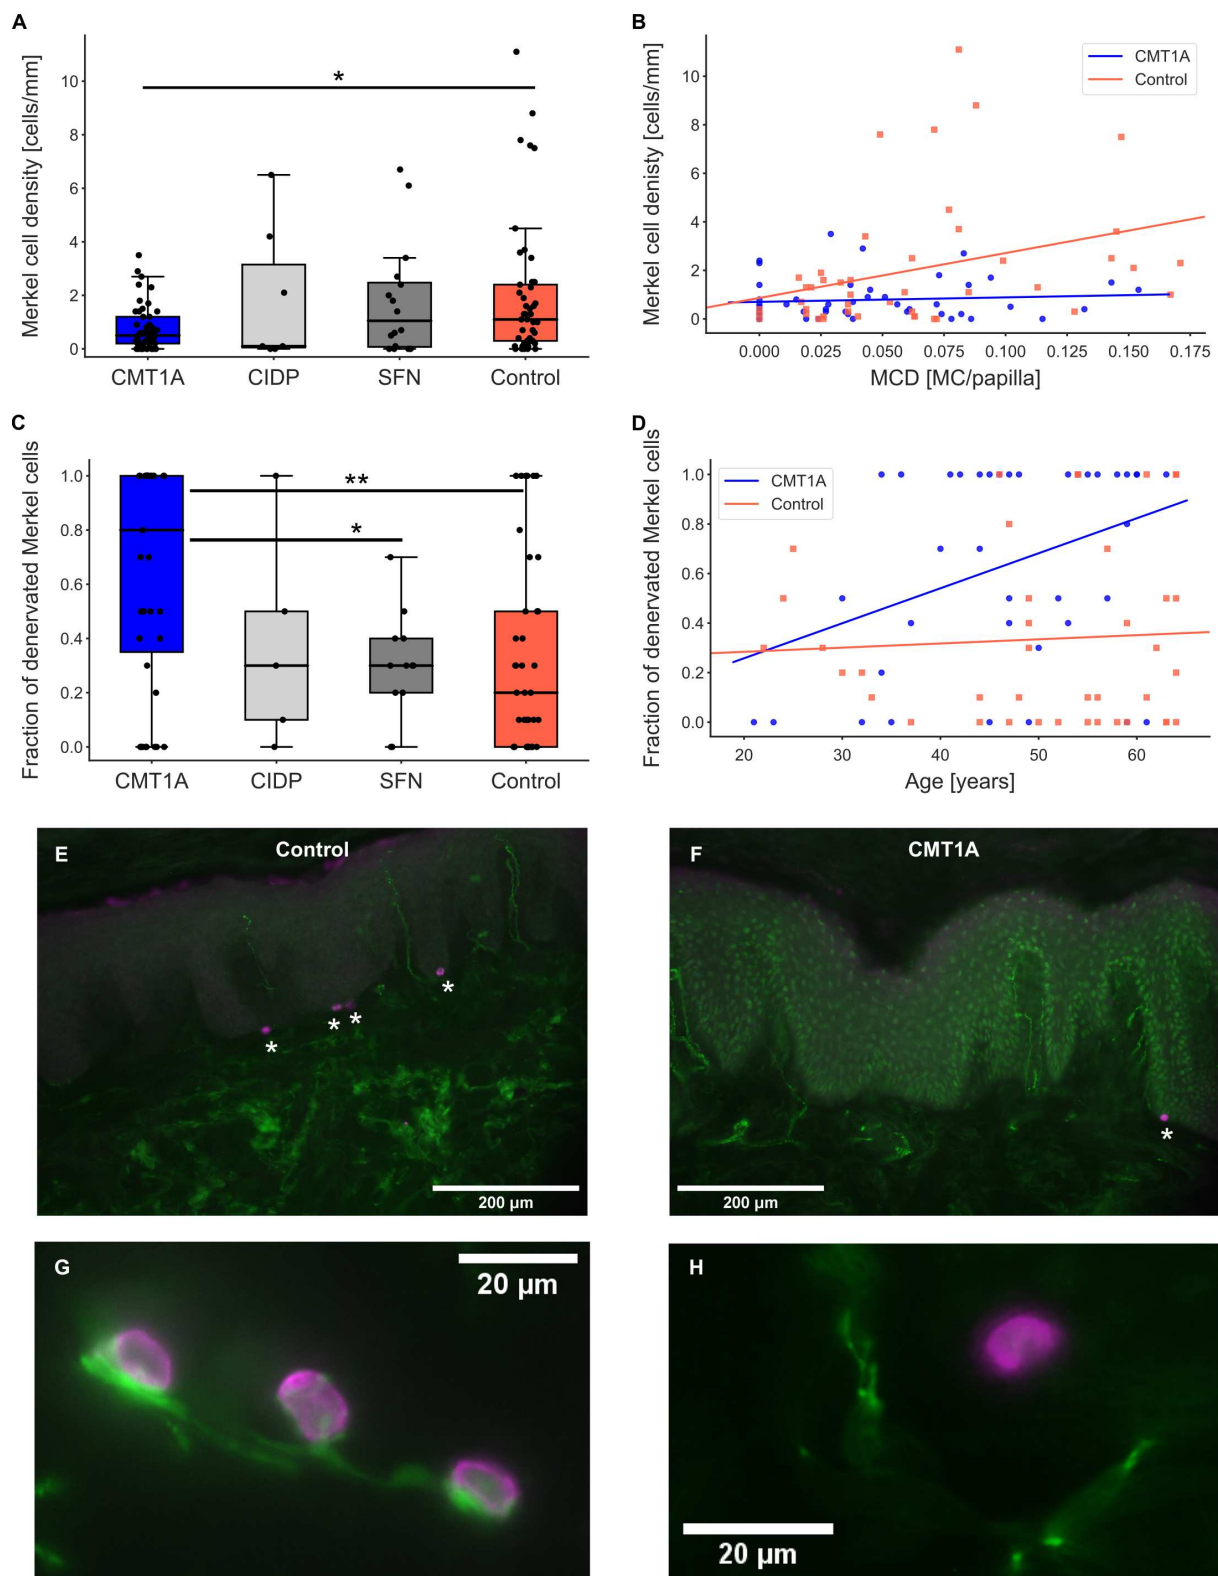 A
Merkel cell density [cells/mm]
10
8
6
4
2
0
*
CMT1A
CIDP
SFN
Control
B
Merkel cell denisty [cells/mm]
10
8
6
4
2
0
CMT1A
Control
0.000
0.025
0.050
0.075
0.100
0.125
0.150
0.175
MCD [MC/papilla]
C
Fraction of denervated Merkel cells
1.0
0.8
0.6
0.4
0.2
0.0
**
*
CMT1A
CIDP
SFN
Control
D
Fraction of denervated Merkel cells
1.0
0.8
0.6
0.4
0.2
0.0
CMT1A
Control
20
30
40
50
60
Age [years]
E
Control
*
*
*
*
200 µm
F
CMT1A
*
200 µm
G
20 µm
H
20 µm